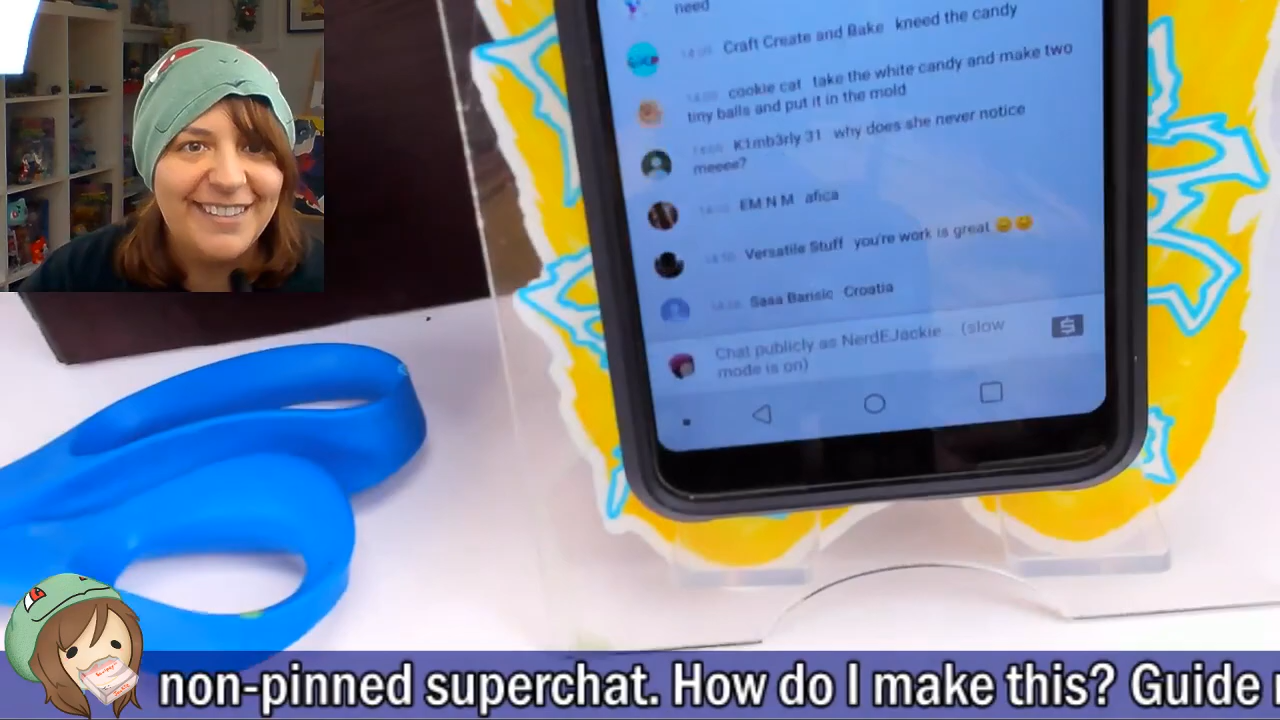 need
Craft Create and Bake kneed the candy
cookie cat take the white candy and make two
tiny balls and put it in the mold
K1mb3rly 31 why does she never notice
meeee?
EM N M afica
Versatile Stuff you're work is great 😊😊
Sasa Barisic Croatia
Chat publicly as NerdEJackie (slow
mode is on)
$
non-pinned superchat. How do I make this? Guide